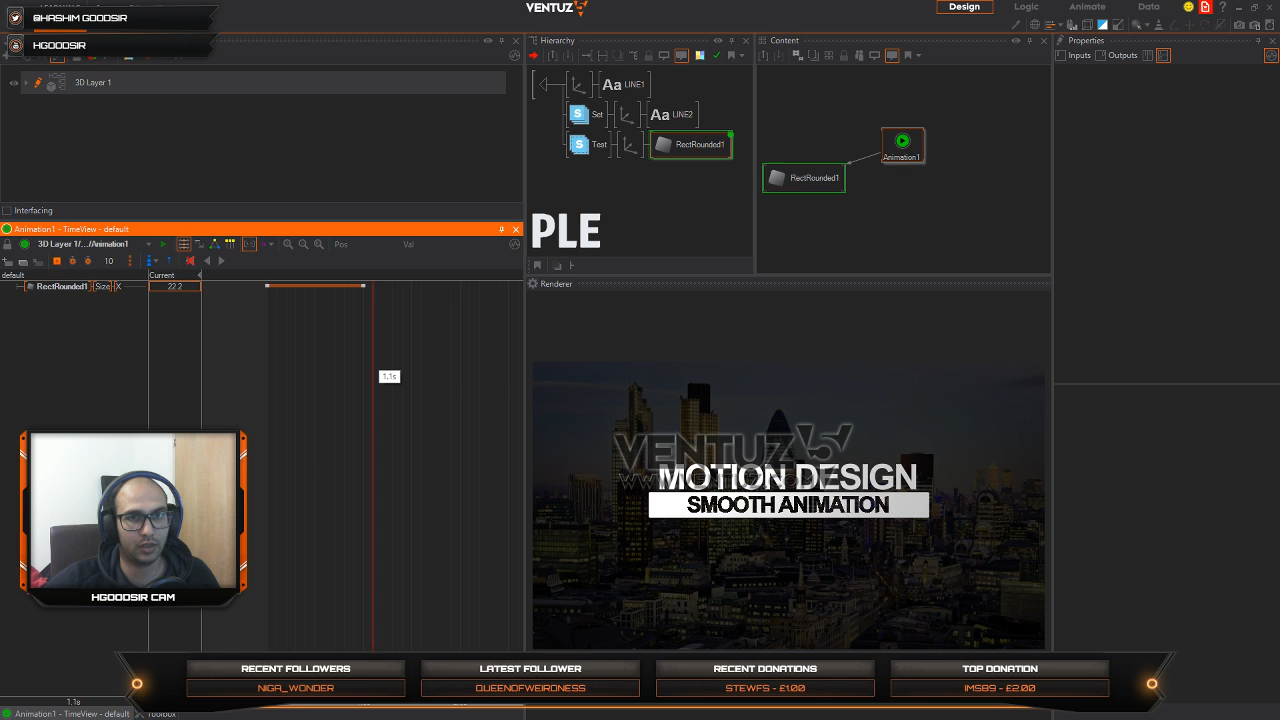 @HASHIM GOODSIR
HGOODSIR
VENTUZ 5
Design
Logic
Animate
Data
3D Layer 1
Interfacing
Hierarchy
LINE1
Set
LINE2
Test
RectRounded1
PLE
Content
Animation1
RectRounded1
Properties
Inputs
Outputs
Animation1 - TimeView - default
3D Layer 1/.../Animation1
Pos
Val
10
default
Current
RectRounded1
Size
X
22.2
1.1s
Renderer
VENTUZ 5
MOTION DESIGN
SMOOTH ANIMATION
HGOODSIR CAM
RECENT FOLLOWERS
NIGA_WONDER
LATEST FOLLOWER
QUEENOFWEIRDNESS
RECENT DONATIONS
STEWFS - £1.00
TOP DONATION
IMS89 - £2.00
1.1s
Animation1 - TimeView - default
Toolbox